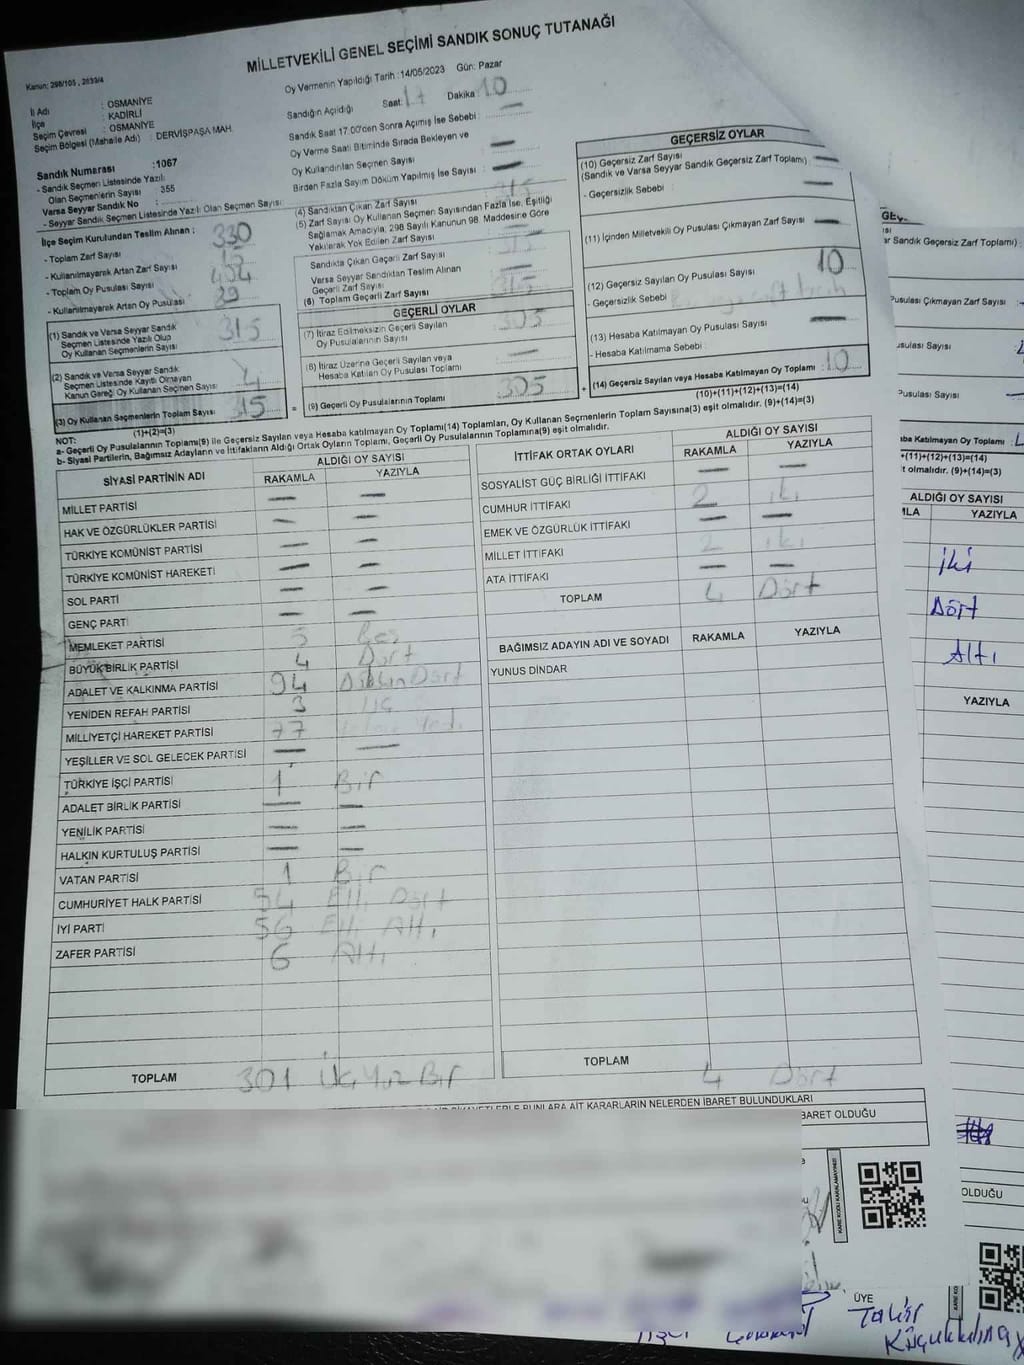 MİLLETVEKİLİ GENEL SEÇİMİ SANDIK SONUÇ TUTANAĞI
Kanun: 298/105 , 2839/4
Oy Vermenin Yapıldığı Tarih :14/05/2023 Gün: Pazar
İl Adı : OSMANİYE
İlçe : KADİRLİ
Seçim Çevresi : OSMANİYE
Seçim Bölgesi (Mahalle Adı) : DERVİŞPAŞA MAH.
Sandığın Açıldığı Saat: 17 Dakika 10
Sandık Saat 17.00'den Sonra Açımış İse Sebebi :
Oy Verme Saati Bitiminde Sırada Bekleyen ve
Oy Kullandırılan Seçmen Sayısı
Birden Fazla Sayım Döküm Yapılmış İse Sayısı :
Sandık Numarası :1067
- Sandık Seçmen Listesinde Yazılı
Olan Seçmenlerin Sayısı : 355
Varsa Seyyar Sandık No :
- Seyyar Sandık Seçmen Listesinde Yazılı Olan Seçmen Sayısı
İlçe Seçim Kurulundan Teslim Alınan :
- Toplam Zarf Sayısı 330
- Kullanılmayarak Artan Zarf Sayısı
- Toplam Oy Pusulası Sayısı
- Kullanılmayarak Artan Oy Pusulası
(1) Sandık ve Varsa Seyyar Sandık
Seçmen Listesinde Yazılı Olup
Oy Kullanan Seçmenlerin Sayısı 315
(2) Sandık ve Varsa Seyyar Sandık
Seçmen Listesinde Kayıtlı Olmayan
Kanun Gereği Oy Kullanan Seçmen Sayısı
(3) Oy Kullanan Seçmenlerin Toplam Sayısı 315
(1)+(2)=(3)
(4) Sandıktan Çıkan Zarf Sayısı 315
(5) Zarf Sayısı Oy Kullanan Seçmen Sayısından Fazla İse, Eşitliği
Sağlamak Amacıyla; 298 Sayılı Kanunun 98. Maddesine Göre
Yakılarak Yok Edilen Zarf Sayısı
Sandıkta Çıkan Geçerli Zarf Sayısı 315
Varsa Seyyar Sandıktan Teslim Alınan
Geçerli Zarf Sayısı
(6) Toplam Geçerli Zarf Sayısı 315
GEÇERLİ OYLAR
(7) İtiraz Edilmeksizin Geçerli Sayılan
Oy Pusulalarının Sayısı 305
(8) İtiraz Üzerine Geçerli Sayılan veya
Hesaba Katılan Oy Pusulası Toplamı
= (9) Geçerli Oy Pusulalarının Toplamı 305 +
GEÇERSİZ OYLAR
(10) Geçersiz Zarf Sayısı
(Sandık ve Varsa Seyyar Sandık Geçersiz Zarf Toplamı) :
- Geçersizlik Sebebi :
(11) İçinden Milletvekili Oy Pusulası Çıkmayan Zarf Sayısı :
(12) Geçersiz Sayılan Oy Pusulası Sayısı : 10
- Geçersizlik Sebebi
(13) Hesaba Katılmayan Oy Pusulası Sayısı :
- Hesaba Katılmama Sebebi :
(14) Geçersiz Sayılan veya Hesaba Katılmayan Oy Pusulası Toplamı : 10
(10)+(11)+(12)+(13)=(14)
NOT:
a- Geçerli Oy Pusulalarının Toplamı(9) ile Geçersiz Sayılan veya Hesaba katılmayan Oy Toplamı(14) Toplamları, Oy Kullanan Seçmenlerin Toplam Sayısına(3) eşit olmalıdır. (9)+(14)=(3)
b- Siyasi Partilerin, Bağımsız Adayların ve İttifakların Aldığı Ortak Oyların Toplamı, Geçerli Oy Pusulalarının Toplamına(9) eşit olmalıdır.
SİYASİ PARTİNİN ADI ALDIĞI OY SAYISI
RAKAMLA YAZIYLA
MİLLET PARTİSİ
HAK VE ÖZGÜRLÜKLER PARTİSİ
TÜRKİYE KOMÜNİST PARTİSİ
TÜRKİYE KOMÜNİST HAREKETİ
SOL PARTİ
GENÇ PARTİ
MEMLEKET PARTİSİ 5 Beş
BÜYÜK BİRLİK PARTİSİ 4 Dört
ADALET VE KALKINMA PARTİSİ 94 Doksan Dört
YENİDEN REFAH PARTİSİ 3 Üç
MİLLİYETÇİ HAREKET PARTİSİ 77 Yetmiş Yedi
YEŞİLLER VE SOL GELECEK PARTİSİ
TÜRKİYE İŞÇİ PARTİSİ 1 Bir
ADALET BİRLİK PARTİSİ
YENİLİK PARTİSİ
HALKIN KURTULUŞ PARTİSİ
VATAN PARTİSİ 1 Bir
CUMHURİYET HALK PARTİSİ 54 Elli Dört
İYİ PARTİ 56 Elli Altı
ZAFER PARTİSİ 6 Altı
TOPLAM 301 Üç Yüz Bir
İTTİFAK ORTAK OYLARI ALDIĞI OY SAYISI
RAKAMLA YAZIYLA
SOSYALİST GÜÇ BİRLİĞİ İTTİFAKI
CUMHUR İTTİFAKI 2 iki
EMEK VE ÖZGÜRLÜK İTTİFAKI
MİLLET İTTİFAKI 2 iki
ATA İTTİFAKI
TOPLAM 4 Dört
BAĞIMSIZ ADAYIN ADI VE SOYADI RAKAMLA YAZIYLA
YUNUS DİNDAR
TOPLAM 4 Dört
ŞİKAYETLERLE BUNLARA AİT KARARLARIN NELERDEN İBARET BULUNDUKLARI
BARET OLDUĞU
KARE KODU KARALAMAYINIZ!
ar Sandık Geçersiz Zarf Toplamı) :
Pusulası Çıkmayan Zarf Sayısı
usulası Sayısı
Pusulası Sayısı
aba Katılmayan Oy Toplamı :
+(11)+(12)+(13)=(14)
t olmalıdır. (9)+(14)=(3)
ALDIĞI OY SAYISI
MLA YAZIYLA
iki
Dört
Altı
YAZIYLA
OLDUĞU
ÜYE
Tahir